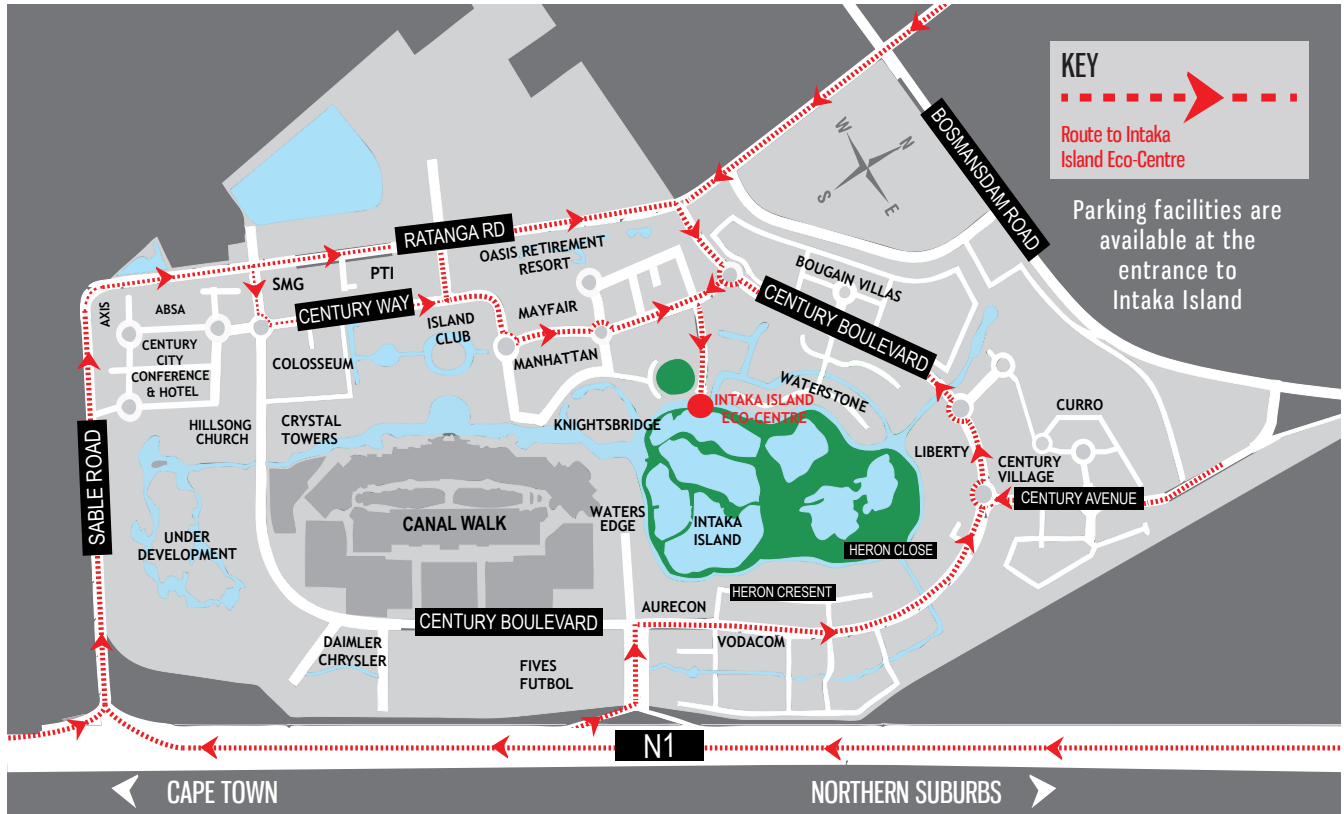 KEY
Route to Intaka
Island Eco-Centre
Parking facilities are
available at the
entrance to
Intaka Island
W
N
S
E
BOSMANSDAM ROAD
RATANGA RD
OASIS RETIREMENT
RESORT
SMG
PTI
BOUGAIN VILLAS
AXIS
ABSA
CENTURY WAY
ISLAND
CLUB
MAYFAIR
MANHATTAN
CENTURY BOULEVARD
CENTURY
CITY
CONFERENCE
& HOTEL
COLOSSEUM
WATERSTONE
INTAKA ISLAND
ECO-CENTRE
CURRO
HILLSONG
CHURCH
CRYSTAL
TOWERS
KNIGHTSBRIDGE
LIBERTY
CENTURY
VILLAGE
CENTURY AVENUE
SABLE ROAD
UNDER
DEVELOPMENT
CANAL WALK
WATERS
EDGE
INTAKA
ISLAND
HERON CLOSE
HERON CRESENT
AURECON
CENTURY BOULEVARD
VODACOM
DAIMLER
CHRYSLER
FIVES
FUTBOL
N1
CAPE TOWN
NORTHERN SUBURBS